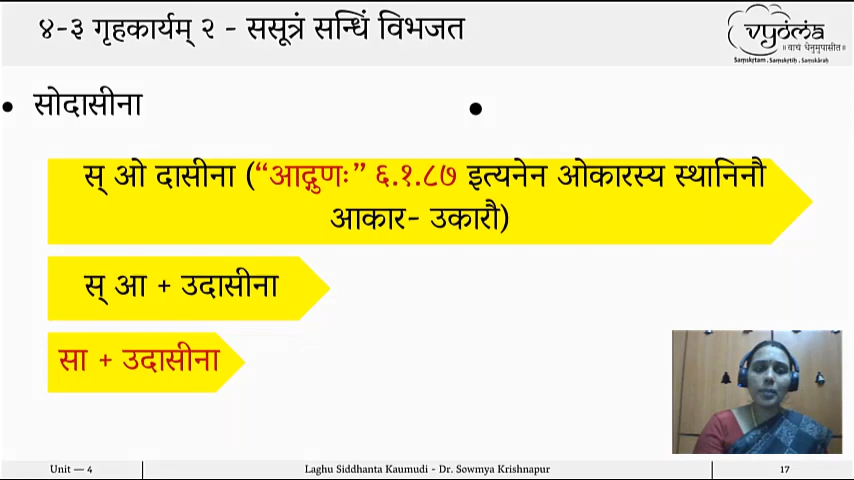 ४-३ गृहकार्यम् २ - ससूत्रं सन्धिं विभजत
vyoma
॥ वाचं धेनुमुपासीत॥
Saṃskṛtam . Saṃskṛtiḥ . Saṃskāraḥ
• सोदासीना
•
स् ओ दासीना (“आद्गुणः” ६.१.८७ इत्यनेन ओकारस्य स्थानिनौ
आकार- उकारौ)
स् आ + उदासीना
सा + उदासीना
Unit — 4
Laghu Siddhanta Kaumudi - Dr. Sowmya Krishnapur
17